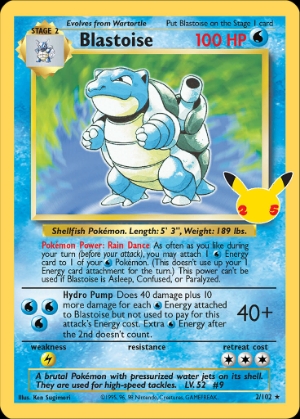 STAGE 2
Evolves from Wartortle
Put Blastoise on the Stage 1 card
Blastoise
100 HP
25
Shellfish Pokémon. Length: 5' 3", Weight: 189 lbs.
Pokémon Power: Rain Dance As often as you like during
your turn (before your attack), you may attach 1 Energy
card to 1 of your Pokémon. (This doesn't use up your 1
Energy card attachment for the turn.) This power can't be
used if Blastoise is Asleep, Confused, or Paralyzed.
Hydro Pump Does 40 damage plus 10
more damage for each Energy attached
to Blastoise but not used to pay for this
attack's Energy cost. Extra Energy after
the 2nd doesn't count.
40+
weakness
resistance
retreat cost
A brutal Pokémon with pressurized water jets on its shell.
They are used for high-speed tackles. LV. 52 #9
Illus. Ken Sugimori
©1995, 96, 98 Nintendo, Creatures, GAMEFREAK.
2/102 ★